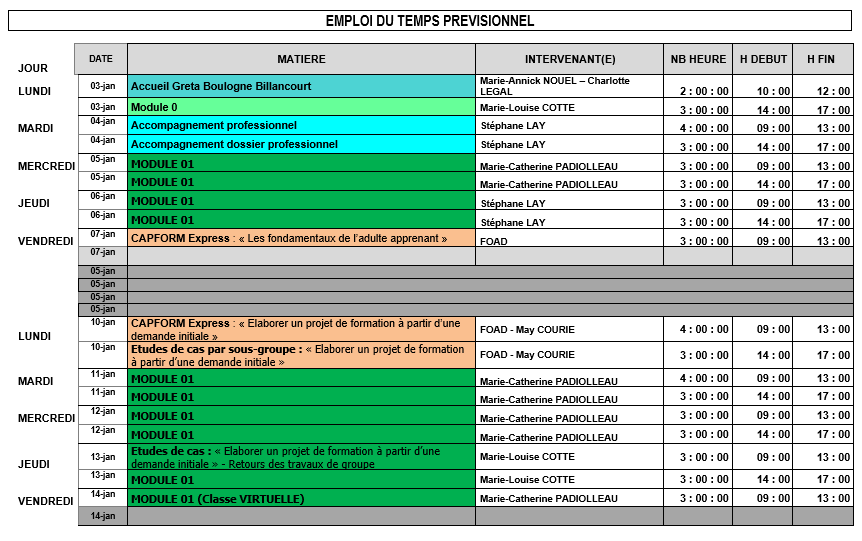 EMPLOI DU TEMPS PREVISIONNEL
JOUR DATE MATIERE INTERVENANT(E) NB HEURE H DEBUT H FIN
LUNDI 03-jan Accueil Greta Boulogne Billancourt Marie-Annick NOUEL – Charlotte LEGAL 2 : 00 : 00 10 : 00 12 : 00
03-jan Module 0 Marie-Louise COTTE 3 : 00 : 00 14 : 00 17 : 00
MARDI 04-jan Accompagnement professionnel Stéphane LAY 4 : 00 : 00 09 : 00 13 : 00
04-jan Accompagnement dossier professionnel Stéphane LAY 3 : 00 : 00 14 : 00 17 : 00
MERCREDI 05-jan MODULE 01 Marie-Catherine PADIOLLEAU 3 : 00 : 00 09 : 00 13 : 00
05-jan MODULE 01 Marie-Catherine PADIOLLEAU 3 : 00 : 00 14 : 00 17 : 00
JEUDI 06-jan MODULE 01 Stéphane LAY 3 : 00 : 00 09 : 00 13 : 00
06-jan MODULE 01 Stéphane LAY 3 : 00 : 00 14 : 00 17 : 00
VENDREDI 07-jan CAPFORM Express : « Les fondamentaux de l’adulte apprenant » FOAD 3 : 00 : 00 09 : 00 13 : 00
07-jan
05-jan
05-jan
05-jan
05-jan
LUNDI 10-jan CAPFORM Express : « Elaborer un projet de formation à partir d’une demande initiale » FOAD - May COURIE 4 : 00 : 00 09 : 00 13 : 00
10-jan Etudes de cas par sous-groupe : « Elaborer un projet de formation à partir d’une demande initiale » FOAD - May COURIE 3 : 00 : 00 14 : 00 17 : 00
MARDI 11-jan MODULE 01 Marie-Catherine PADIOLLEAU 4 : 00 : 00 09 : 00 13 : 00
11-jan MODULE 01 Marie-Catherine PADIOLLEAU 3 : 00 : 00 14 : 00 17 : 00
MERCREDI 12-jan MODULE 01 Marie-Catherine PADIOLLEAU 3 : 00 : 00 09 : 00 13 : 00
12-jan MODULE 01 Marie-Catherine PADIOLLEAU 3 : 00 : 00 14 : 00 17 : 00
JEUDI 13-jan Etudes de cas : « Elaborer un projet de formation à partir d’une demande initiale » - Retours des travaux de groupe Marie-Louise COTTE 3 : 00 : 00 09 : 00 13 : 00
13-jan MODULE 01 Marie-Louise COTTE 3 : 00 : 00 14 : 00 17 : 00
VENDREDI 14-jan MODULE 01 (Classe VIRTUELLE) Marie-Catherine PADIOLLEAU 3 : 00 : 00 09 : 00 13 : 00
14-jan